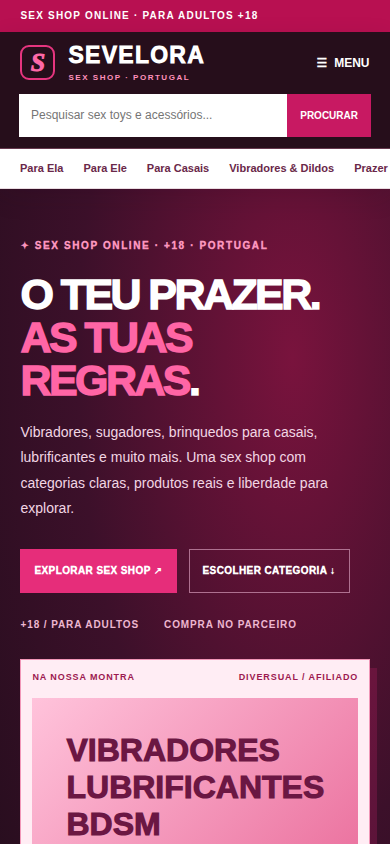 SEX SHOP ONLINE · PARA ADULTOS +18
S SEVELORA
SEX SHOP · PORTUGAL
☰ MENU
Pesquisar sex toys e acessórios...
PROCURAR
Para Ela Para Ele Para Casais Vibradores & Dildos Prazer
✦ SEX SHOP ONLINE · +18 · PORTUGAL
O TEU PRAZER.
AS TUAS
REGRAS.
Vibradores, sugadores, brinquedos para casais,
lubrificantes e muito mais. Uma sex shop com
categorias claras, produtos reais e liberdade para
explorar.
EXPLORAR SEX SHOP ↗ ESCOLHER CATEGORIA ↓
+18 / PARA ADULTOS COMPRA NO PARCEIRO
NA NOSSA MONTRA DIVERSUAL / AFILIADO
VIBRADORES
LUBRIFICANTES
BDSM